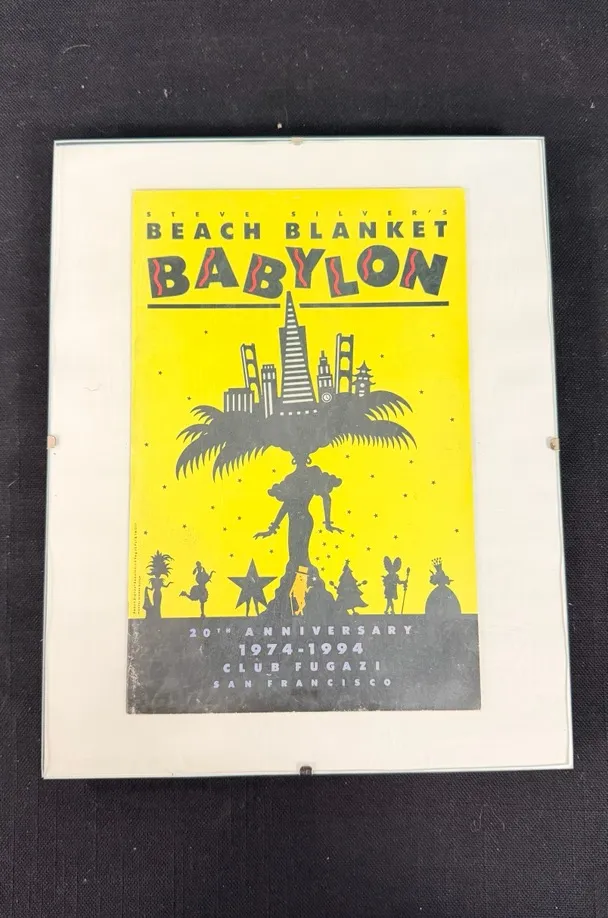 STEVE SILVER'S
BEACH BLANKET
BABYLON
20TH ANNIVERSARY
1974-1994
CLUB FUGAZI
SAN FRANCISCO